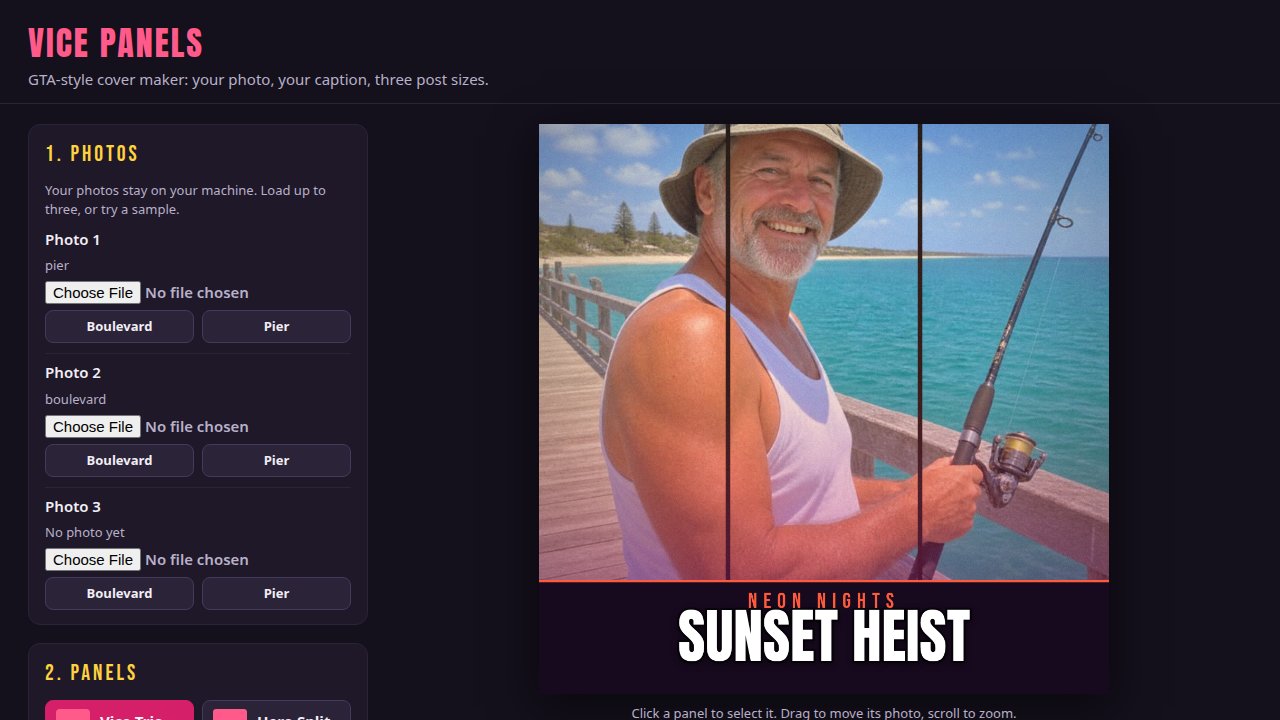 VICE PANELS
GTA-style cover maker: your photo, your caption, three post sizes.
1. PHOTOS
Your photos stay on your machine. Load up to
three, or try a sample.
Photo 1
pier
Choose File No file chosen
Boulevard Pier
Photo 2
boulevard
Choose File No file chosen
Boulevard Pier
Photo 3
No photo yet
Choose File No file chosen
Boulevard Pier
2. PANELS
Vice Trio Hero Split
NEON NIGHTS
SUNSET HEIST
Click a panel to select it. Drag to move its photo, scroll to zoom.